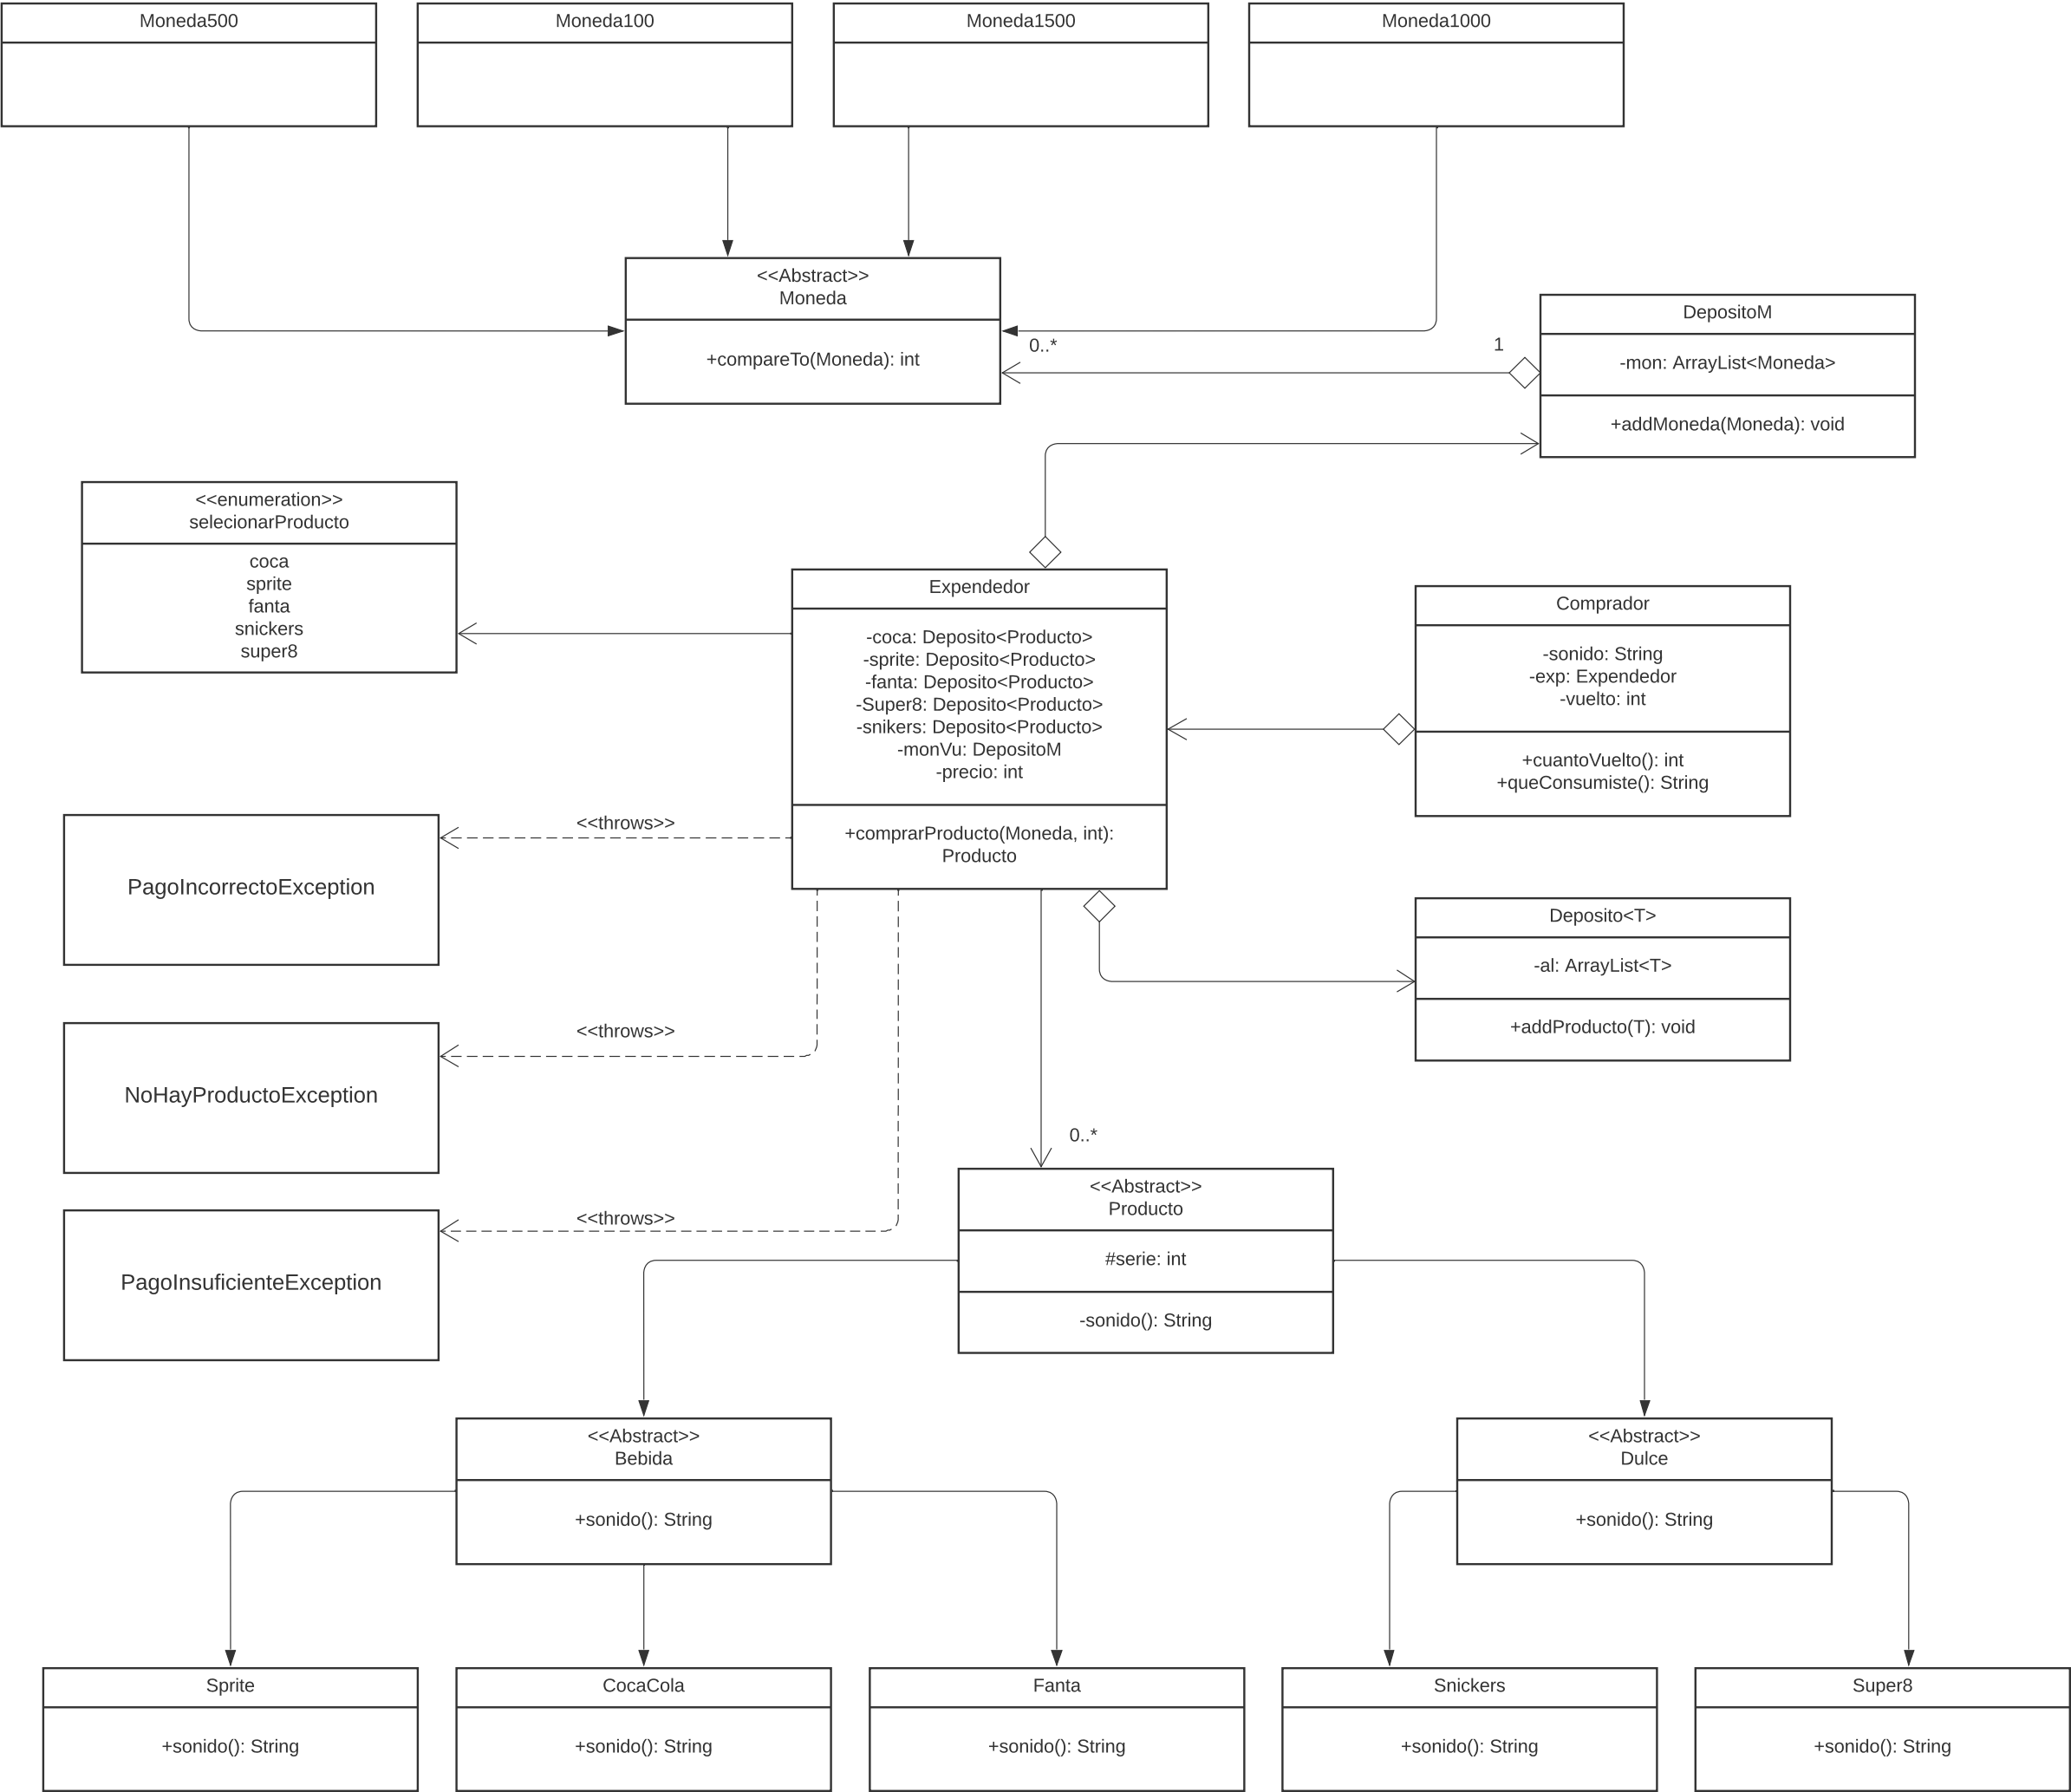 Moneda500
Moneda100
Moneda1500
Moneda1000
<<Abstract>>
Moneda
+compareTo(Moneda): int
0..*
1
DepositoM
-mon: ArrayList<Moneda>
+addMoneda(Moneda): void
<<enumeration>>
selecionarProducto
coca
sprite
fanta
snickers
super8
Expendedor
-coca: Deposito<Producto>
-sprite: Deposito<Producto>
-fanta: Deposito<Producto>
-Super8: Deposito<Producto>
-snikers: Deposito<Producto>
-monVu: DepositoM
-precio: int
+comprarProducto(Moneda, int):
Producto
Comprador
-sonido: String
-exp: Expendedor
-vuelto: int
+cuantoVuelto(): int
+queConsumiste(): String
<<throws>>
PagoIncorrectoException
Deposito<T>
-al: ArrayList<T>
+addProducto(T): void
<<throws>>
NoHayProductoException
0..*
<<throws>>
PagoInsuficienteException
<<Abstract>>
Producto
#serie: int
-sonido(): String
<<Abstract>>
Bebida
+sonido(): String
<<Abstract>>
Dulce
+sonido(): String
Sprite
+sonido(): String
CocaCola
+sonido(): String
Fanta
+sonido(): String
Snickers
+sonido(): String
Super8
+sonido(): String